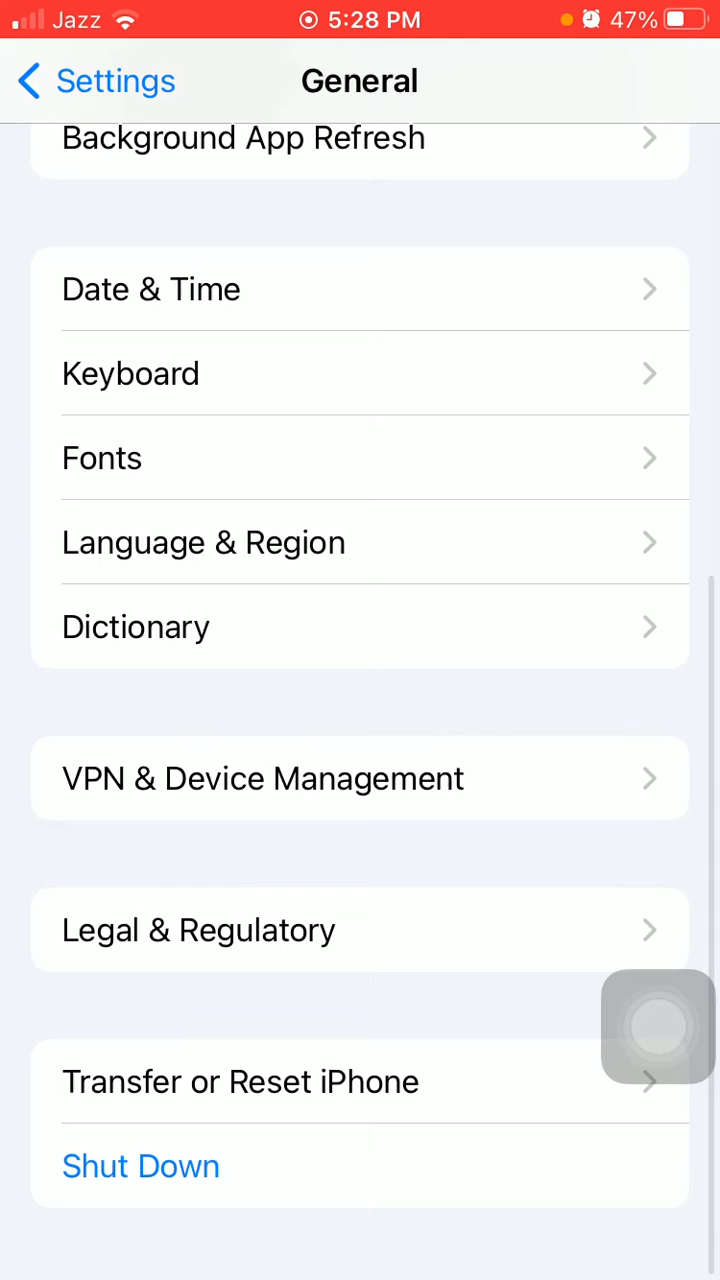 Jazz 5:28 PM 47%
Settings General
Background App Refresh
Date & Time
Keyboard
Fonts
Language & Region
Dictionary
VPN & Device Management
Legal & Regulatory
Transfer or Reset iPhone
Shut Down